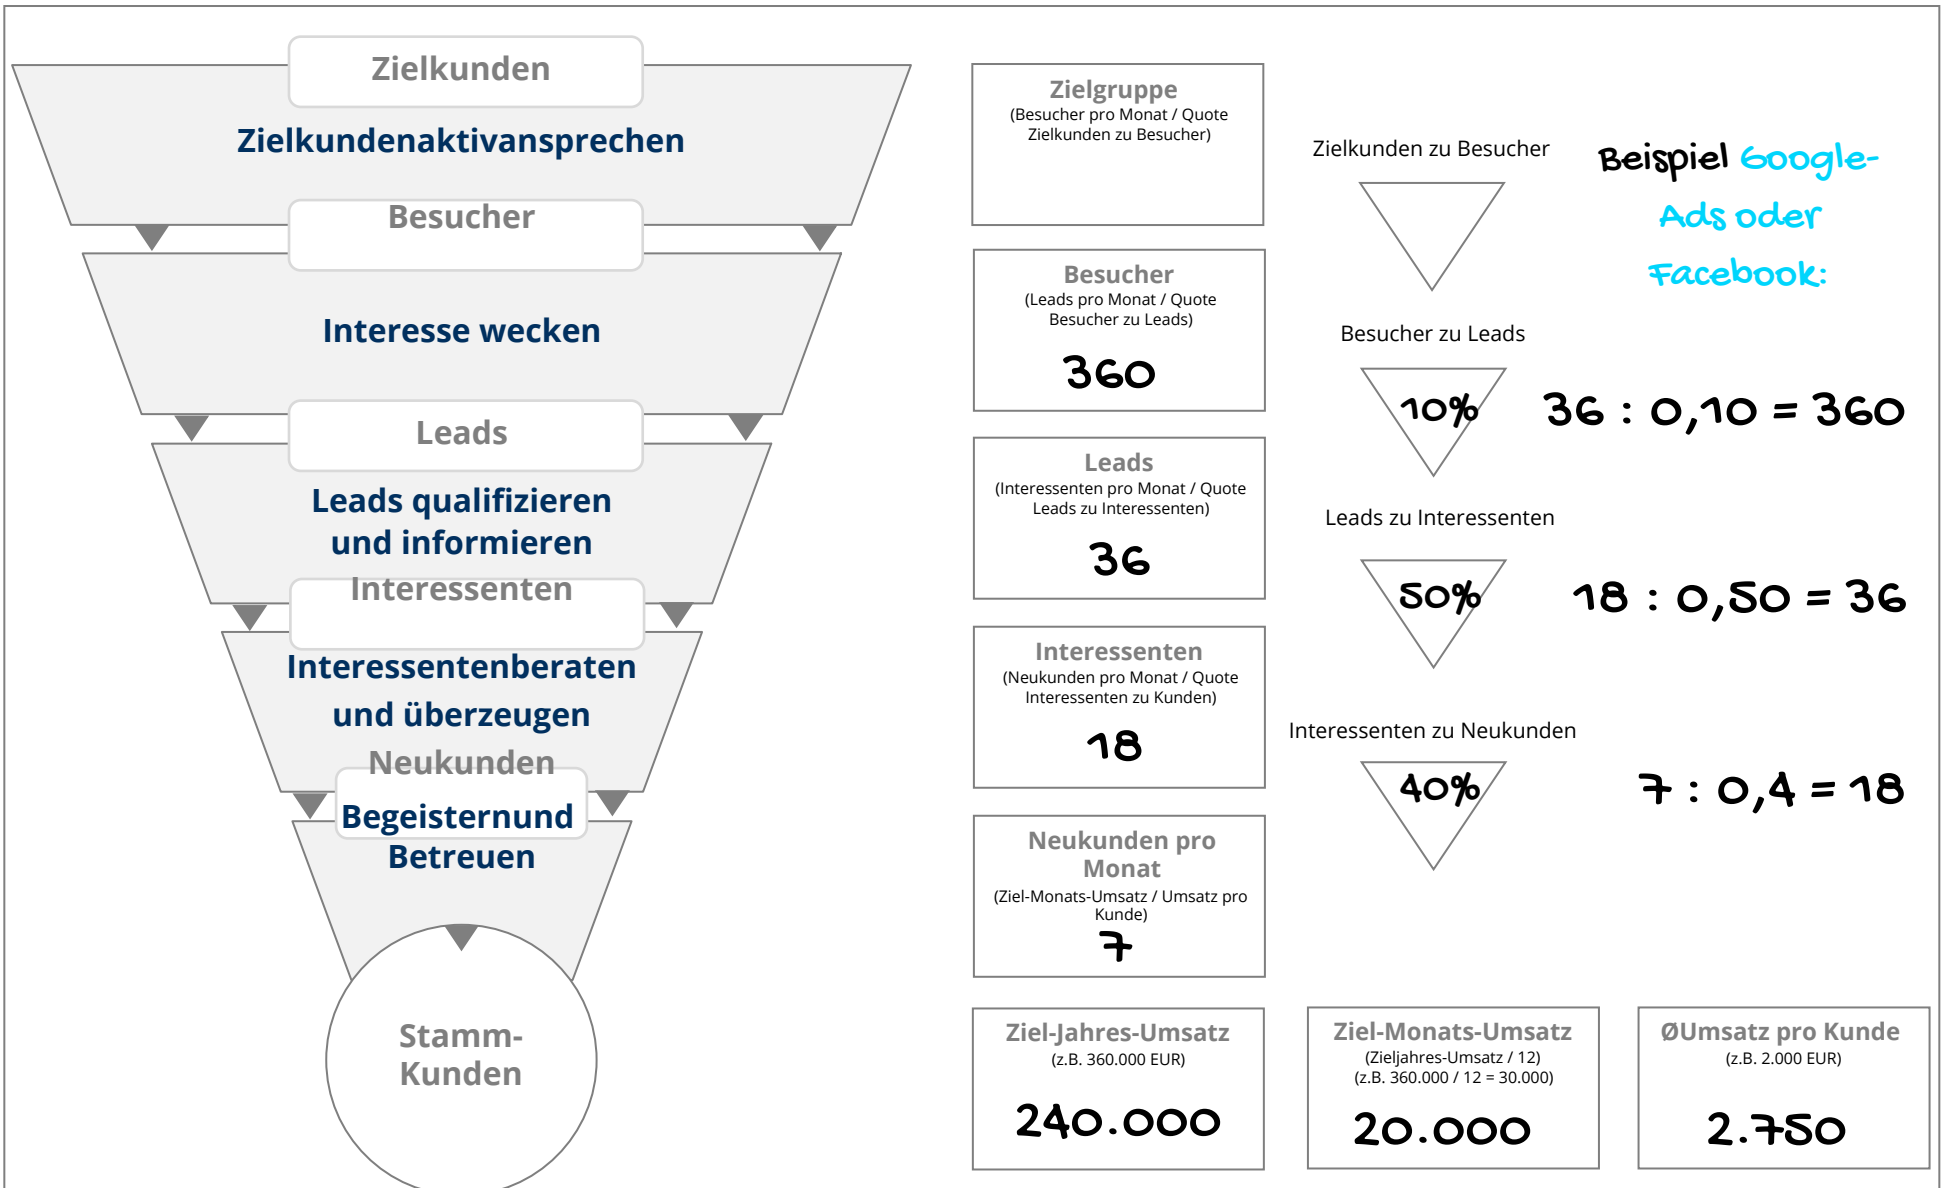 Zielkunden
Zielkundenaktivansprechen
Besucher
Interesse wecken
Leads
Leads qualifizieren
und informieren
Interessenten
Interessentenberaten
und überzeugen
Neukunden
Begeisternund
Betreuen
Stamm-
Kunden
Zielgruppe
(Besucher pro Monat / Quote
Zielkunden zu Besucher)
Besucher
(Leads pro Monat / Quote
Besucher zu Leads)
360
Leads
(Interessenten pro Monat / Quote
Leads zu Interessenten)
36
Interessenten
(Neukunden pro Monat / Quote
Interessenten zu Kunden)
18
Neukunden pro
Monat
(Ziel-Monats-Umsatz / Umsatz pro
Kunde)
7
Zielkunden zu Besucher
Beispiel Google-
Ads oder
Facebook:
Besucher zu Leads
10%
36 : 0,10 = 360
Leads zu Interessenten
50%
18 : 0,50 = 36
Interessenten zu Neukunden
40%
7 : 0,4 = 18
Ziel-Jahres-Umsatz
(z.B. 360.000 EUR)
240.000
Ziel-Monats-Umsatz
(Zieljahres-Umsatz / 12)
(z.B. 360.000 / 12 = 30.000)
20.000
ØUmsatz pro Kunde
(z.B. 2.000 EUR)
2.750